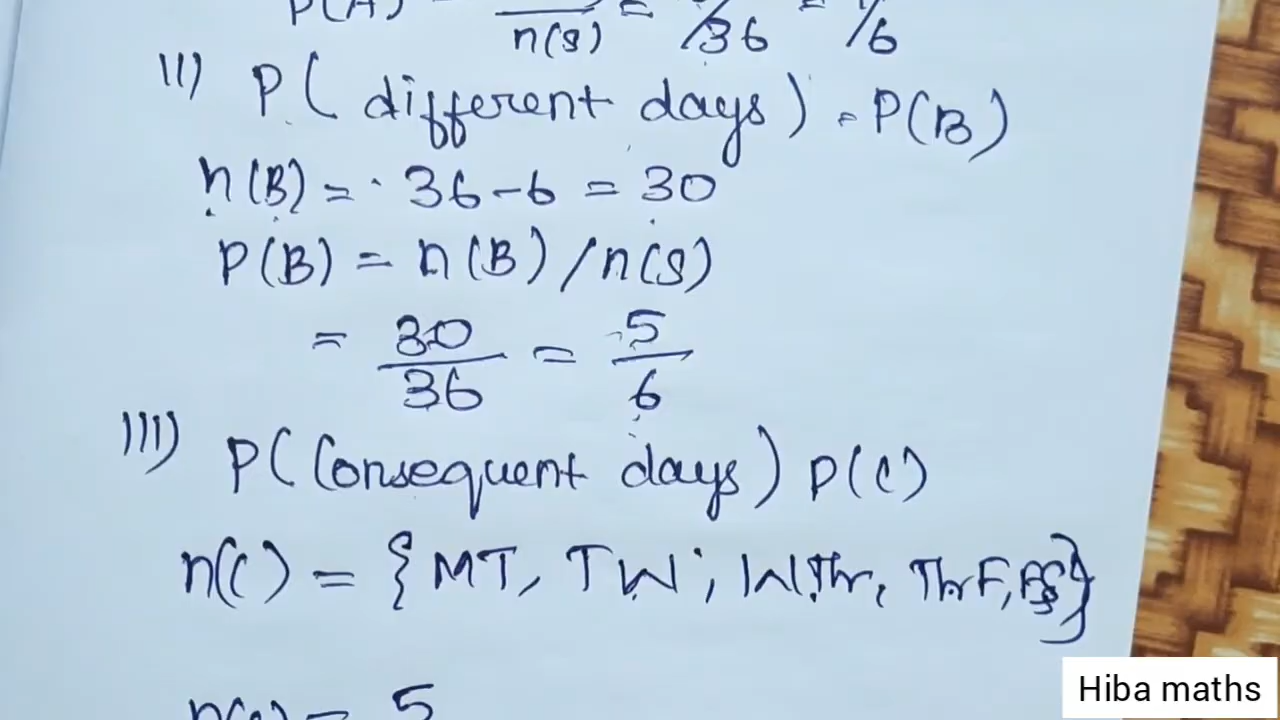 P(A) = n(S) = /36 = 1/6
II) P( different days) = P(B)
n(B) = 36-6 = 30
P(B) = n(B) / n(S)
= 30/36 = 5/6
III) P(Consequent days) P(C)
n(C) = {MT, TW, WThr, ThrF, FS}
n(C) = 5
Hiba maths